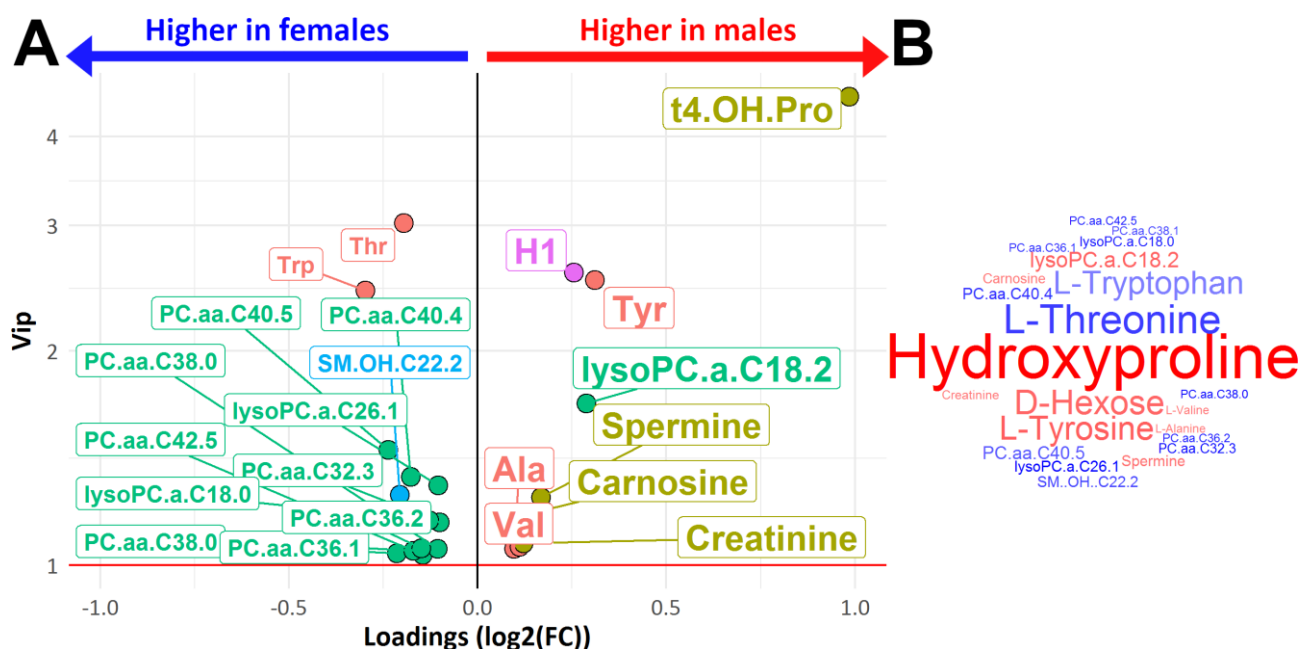 A
Higher in females
Higher in males
B
t4.OH.Pro
Thr
H1
Trp
Tyr
PC.aa.C40.5
PC.aa.C40.4
PC.aa.C38.0
SM.OH.C22.2
lysoPC.a.C18.2
lysoPC.a.C26.1
Spermine
PC.aa.C42.5
PC.aa.C32.3
Ala
Carnosine
lysoPC.a.C18.0
PC.aa.C36.2
Val
PC.aa.C38.0
PC.aa.C36.1
Creatinine
Vip
4
3
2
1
-1.0
-0.5
0.0
0.5
1.0
Loadings (log2(FC))
PC.aa.C42.5
PC.aa.C38.1
PC.aa.C36.1
lysoPC.a.C18.0
lysoPC.a.C18.2
Carnosine
L-Tryptophan
PC.aa.C40.4
L-Threonine
Hydroxyproline
Creatinine
D-Hexose
PC.aa.C38.0
L-Valine
L-Tyrosine
L-Alanine
PC.aa.C36.2
PC.aa.C40.5
PC.aa.C32.3
lysoPC.a.C26.1
Spermine
SM..OH..C22.2